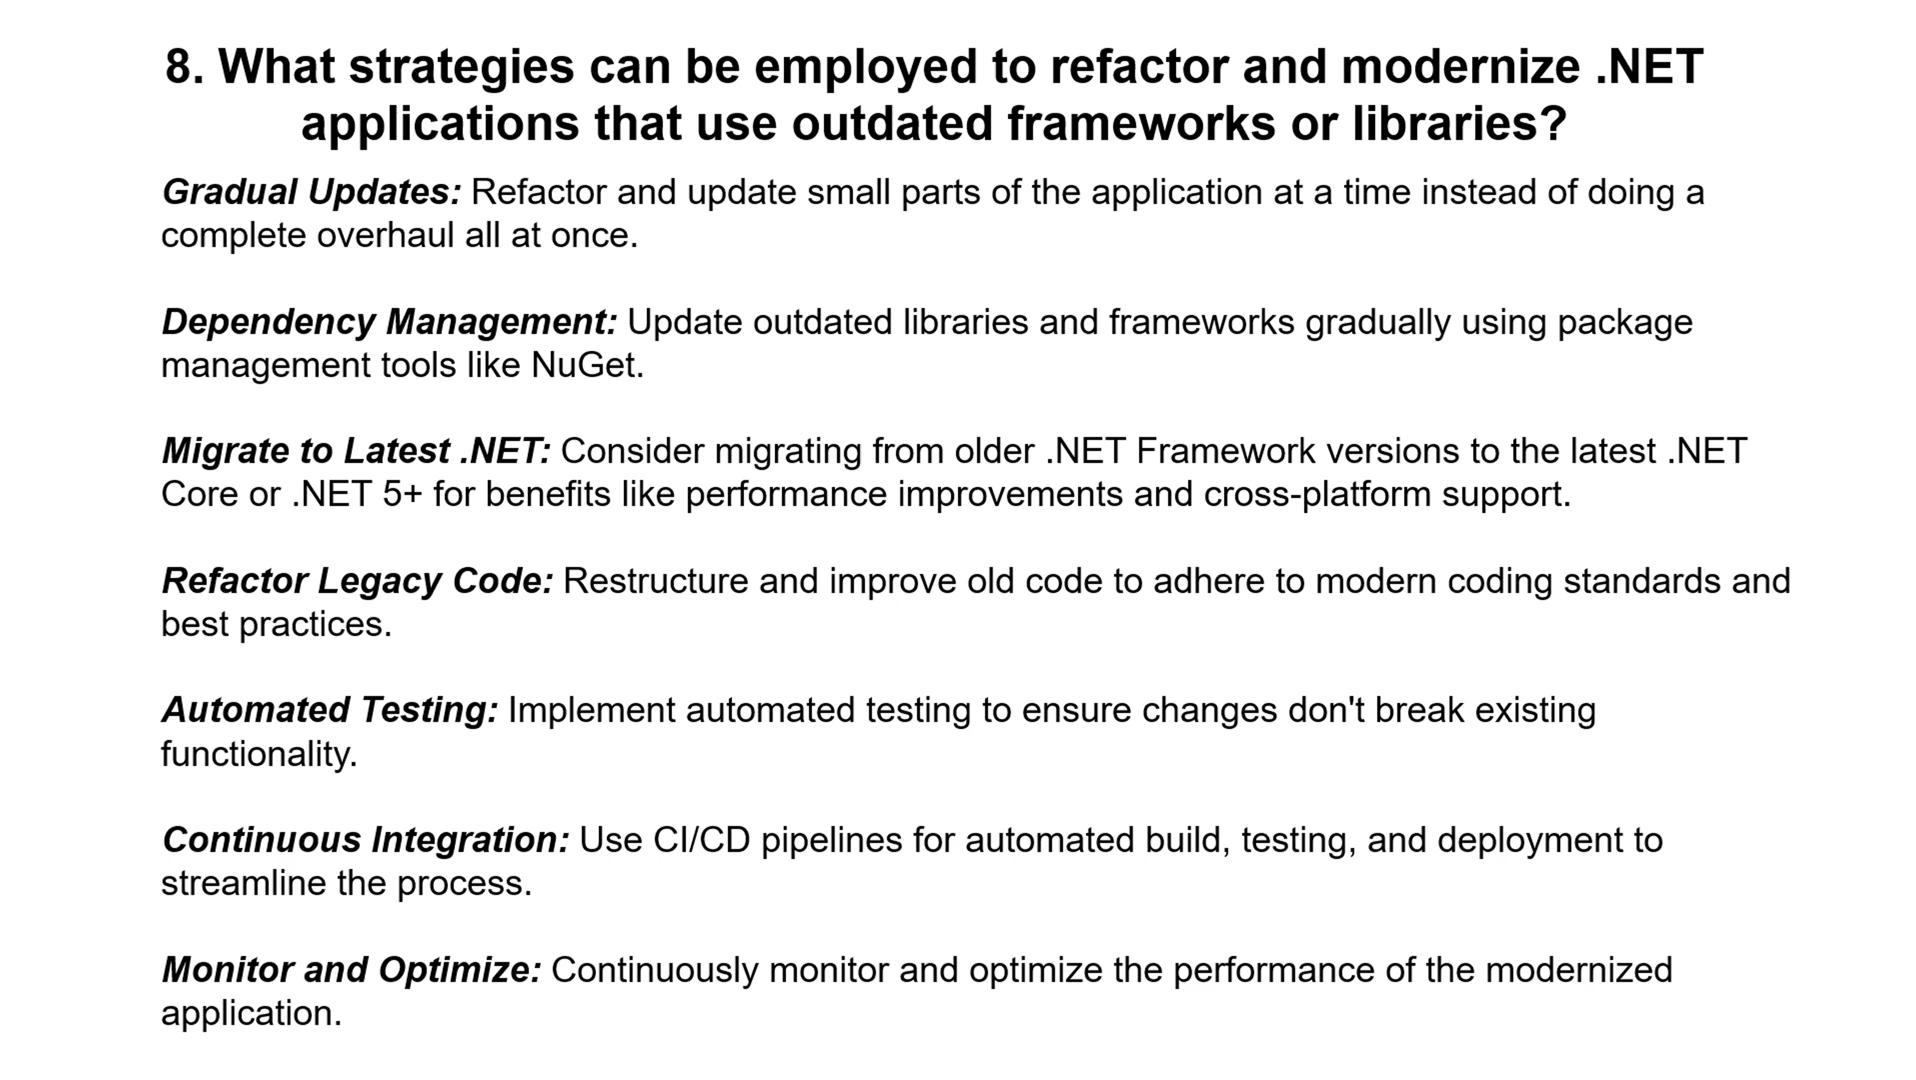 8. What strategies can be employed to refactor and modernize .NET
applications that use outdated frameworks or libraries?
Gradual Updates: Refactor and update small parts of the application at a time instead of doing a
complete overhaul all at once.
Dependency Management: Update outdated libraries and frameworks gradually using package
management tools like NuGet.
Migrate to Latest .NET: Consider migrating from older .NET Framework versions to the latest .NET
Core or .NET 5+ for benefits like performance improvements and cross-platform support.
Refactor Legacy Code: Restructure and improve old code to adhere to modern coding standards and
best practices.
Automated Testing: Implement automated testing to ensure changes don't break existing
functionality.
Continuous Integration: Use CI/CD pipelines for automated build, testing, and deployment to
streamline the process.
Monitor and Optimize: Continuously monitor and optimize the performance of the modernized
application.